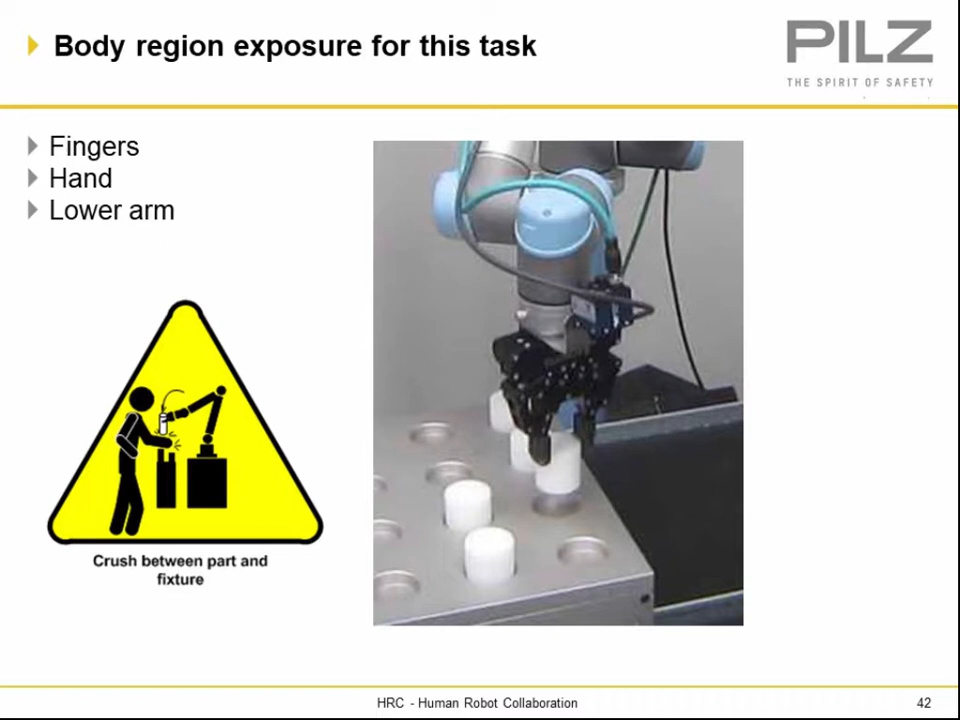 Body region exposure for this task
PILZ
THE SPIRIT OF SAFETY
Fingers
Hand
Lower arm
Crush between part and
fixture
HRC - Human Robot Collaboration
42